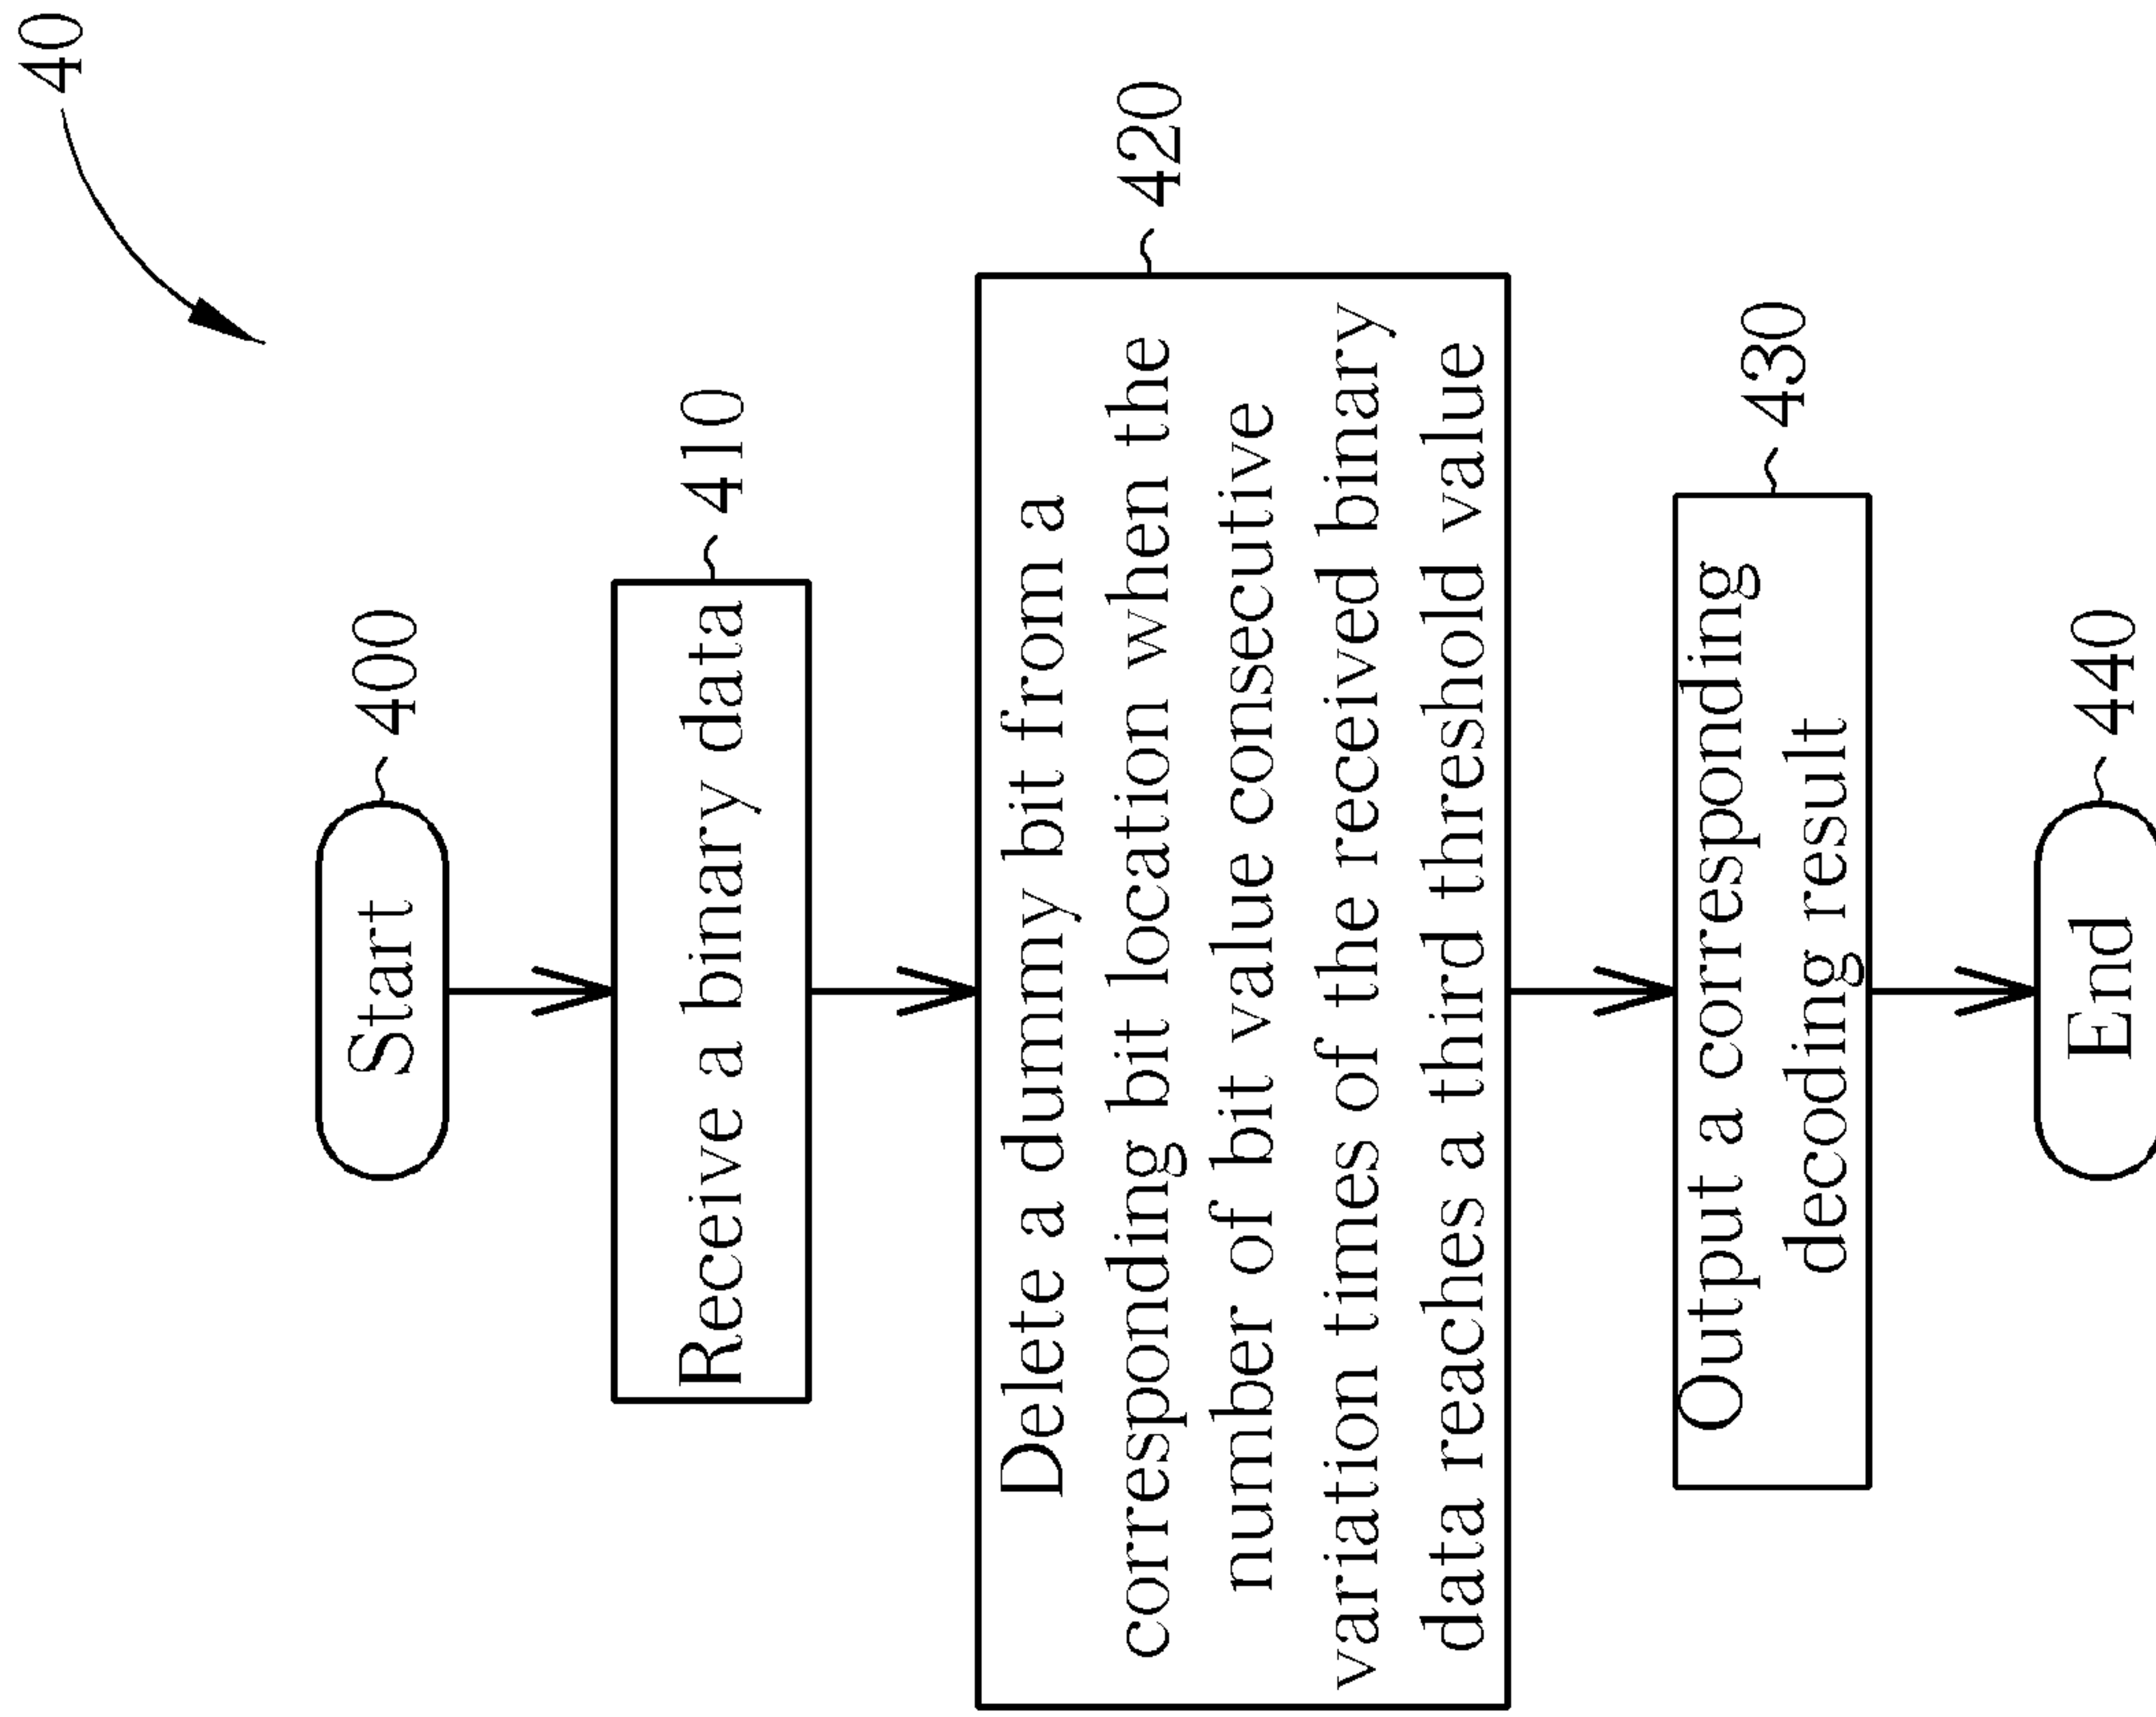 40
Start
400
Receive a binary data
410
Delete a dummy bit from a
corresponding bit location when the
number of bit value consecutive
variation times of the received binary
data reaches a third threshold value
420
Output a corresponding
decoding result
430
End
440